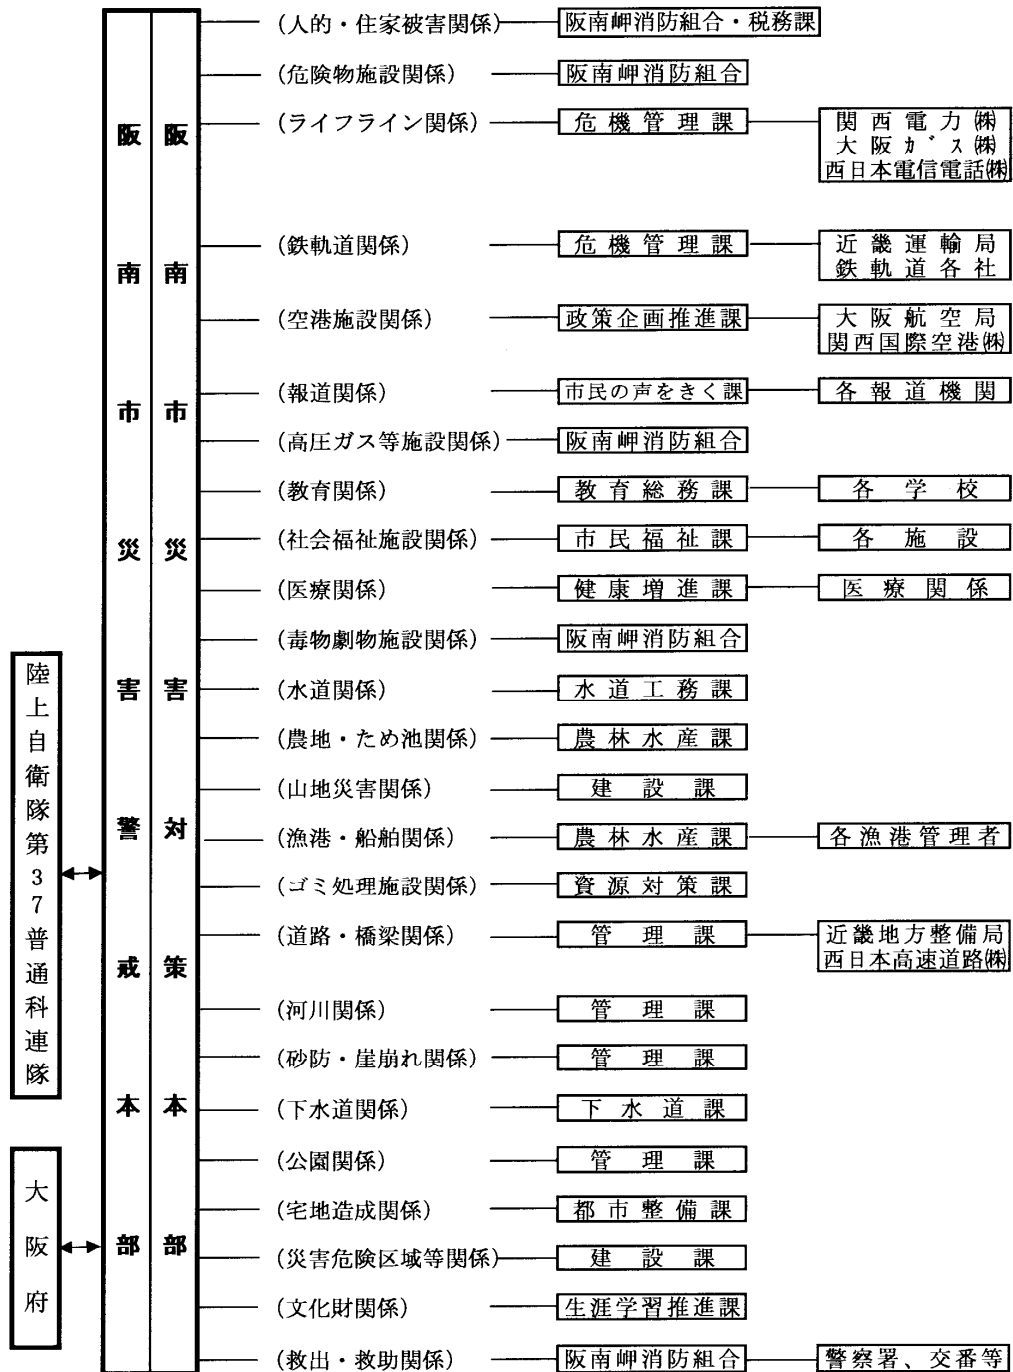 陸上自衛隊第37普通科連隊
大阪府
阪南市災害警戒本部
阪南市災害対策本部
(人的・住家被害関係) 阪南岬消防組合・税務課
(危険物施設関係) 阪南岬消防組合
(ライフライン関係) 危機管理課 関西電力㈱
大阪ガス㈱
西日本電信電話㈱
(鉄軌道関係) 危機管理課 近畿運輸局
鉄軌道各社
(空港施設関係) 政策企画推進課 大阪航空局
関西国際空港㈱
(報道関係) 市民の声をきく課 各報道機関
(高圧ガス等施設関係) 阪南岬消防組合
(教育関係) 教育総務課 各学校
(社会福祉施設関係) 市民福祉課 各施設
(医療関係) 健康増進課 医療関係
(毒物劇物施設関係) 阪南岬消防組合
(水道関係) 水道工務課
(農地・ため池関係) 農林水産課
(山地災害関係) 建設課
(漁港・船舶関係) 農林水産課 各漁港管理者
(ゴミ処理施設関係) 資源対策課
(道路・橋梁関係) 管理課 近畿地方整備局
西日本高速道路㈱
(河川関係) 管理課
(砂防・崖崩れ関係) 管理課
(下水道関係) 下水道課
(公園関係) 管理課
(宅地造成関係) 都市整備課
(災害危険区域等関係) 建設課
(文化財関係) 生涯学習推進課
(救出・救助関係) 阪南岬消防組合 警察署、交番等